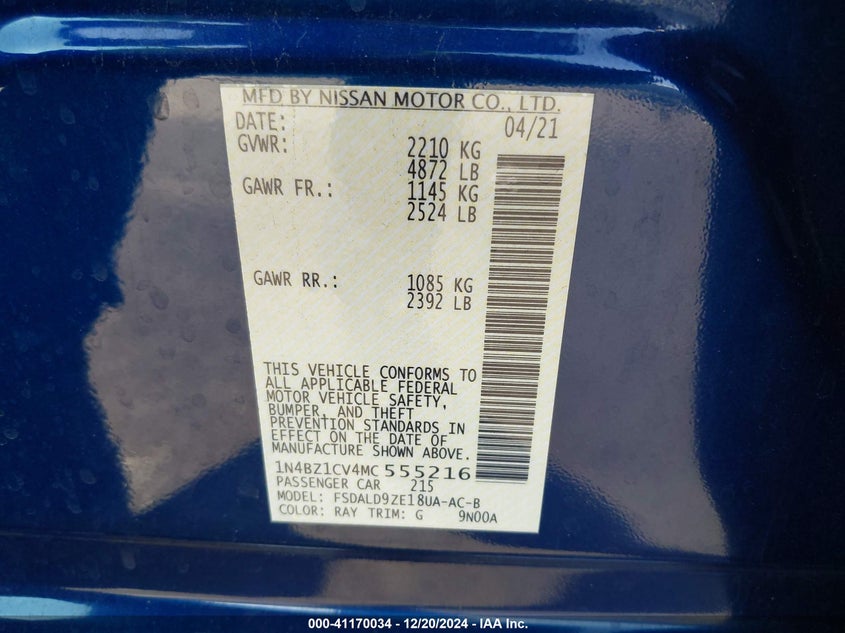 MFD BY NISSAN MOTOR CO., LTD.
DATE: 04/21
GVWR: 2210 KG
4872 LB
GAWR FR.: 1145 KG
2524 LB
GAWR RR.: 1085 KG
2392 LB
THIS VEHICLE CONFORMS TO
ALL APPLICABLE FEDERAL
MOTOR VEHICLE SAFETY,
BUMPER, AND THEFT
PREVENTION STANDARDS IN
EFFECT ON THE DATE OF
MANUFACTURE SHOWN ABOVE.
1N4BZ1CV4MC 555216
PASSENGER CAR 215
MODEL: FSDALD9ZE18UA-AC-B
COLOR: RAY TRIM: G 9N00A
000-41170034 - 12/20/2024 - IAA Inc.